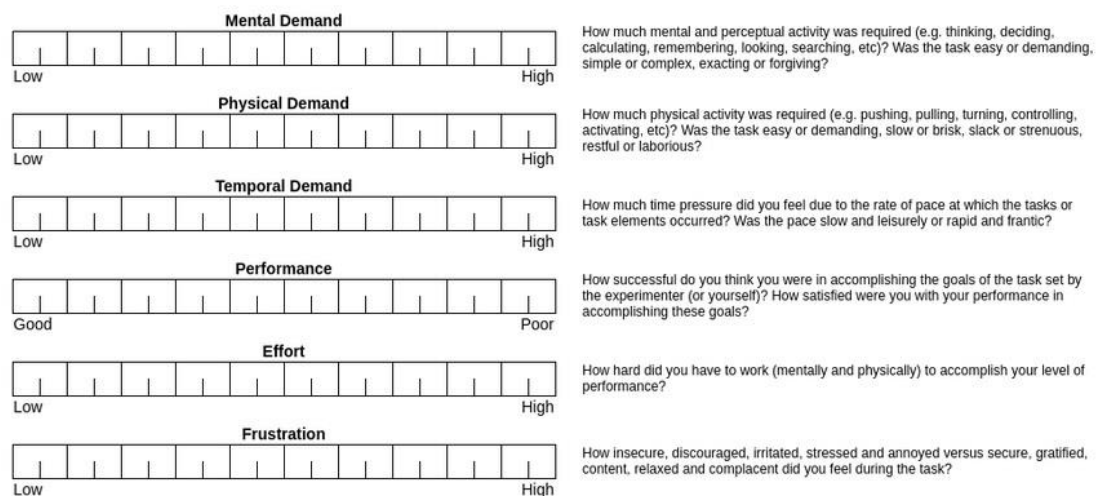 Mental Demand
Low High
How much mental and perceptual activity was required (e.g. thinking, deciding,
calculating, remembering, looking, searching, etc)? Was the task easy or demanding,
simple or complex, exacting or forgiving?
Physical Demand
Low High
How much physical activity was required (e.g. pushing, pulling, turning, controlling,
activating, etc)? Was the task easy or demanding, slow or brisk, slack or strenuous,
restful or laborious?
Temporal Demand
Low High
How much time pressure did you feel due to the rate of pace at which the tasks or
task elements occurred? Was the pace slow and leisurely or rapid and frantic?
Performance
Good Poor
How successful do you think you were in accomplishing the goals of the task set by
the experimenter (or yourself)? How satisfied were you with your performance in
accomplishing these goals?
Effort
Low High
How hard did you have to work (mentally and physically) to accomplish your level of
performance?
Frustration
Low High
How insecure, discouraged, irritated, stressed and annoyed versus secure, gratified,
content, relaxed and complacent did you feel during the task?